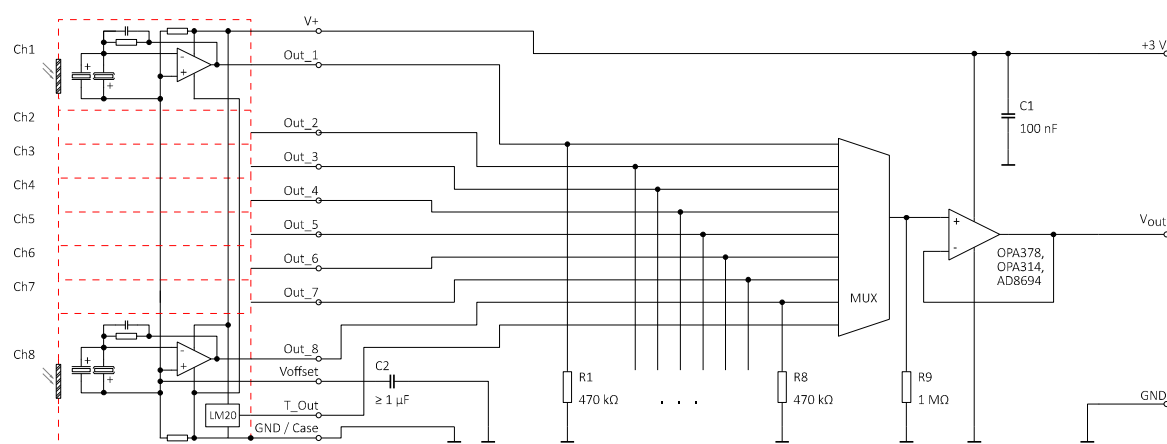 V+
Ch1
Out_1
+3 V
C1
100 nF
Ch2
Out_2
Ch3
Out_3
Ch4
Out_4
Ch5
Out_5
Ch6
Out_6
Ch7
Out_7
Ch8
Out_8
Voffset
C2
≥ 1 µF
T_Out
LM20
GND / Case
R1
470 kΩ
. . . .
R8
470 kΩ
MUX
R9
1 MΩ
+
-
OPA378,
OPA314,
AD8694
Vout
GND
-
+
+
+
-
+
+
+